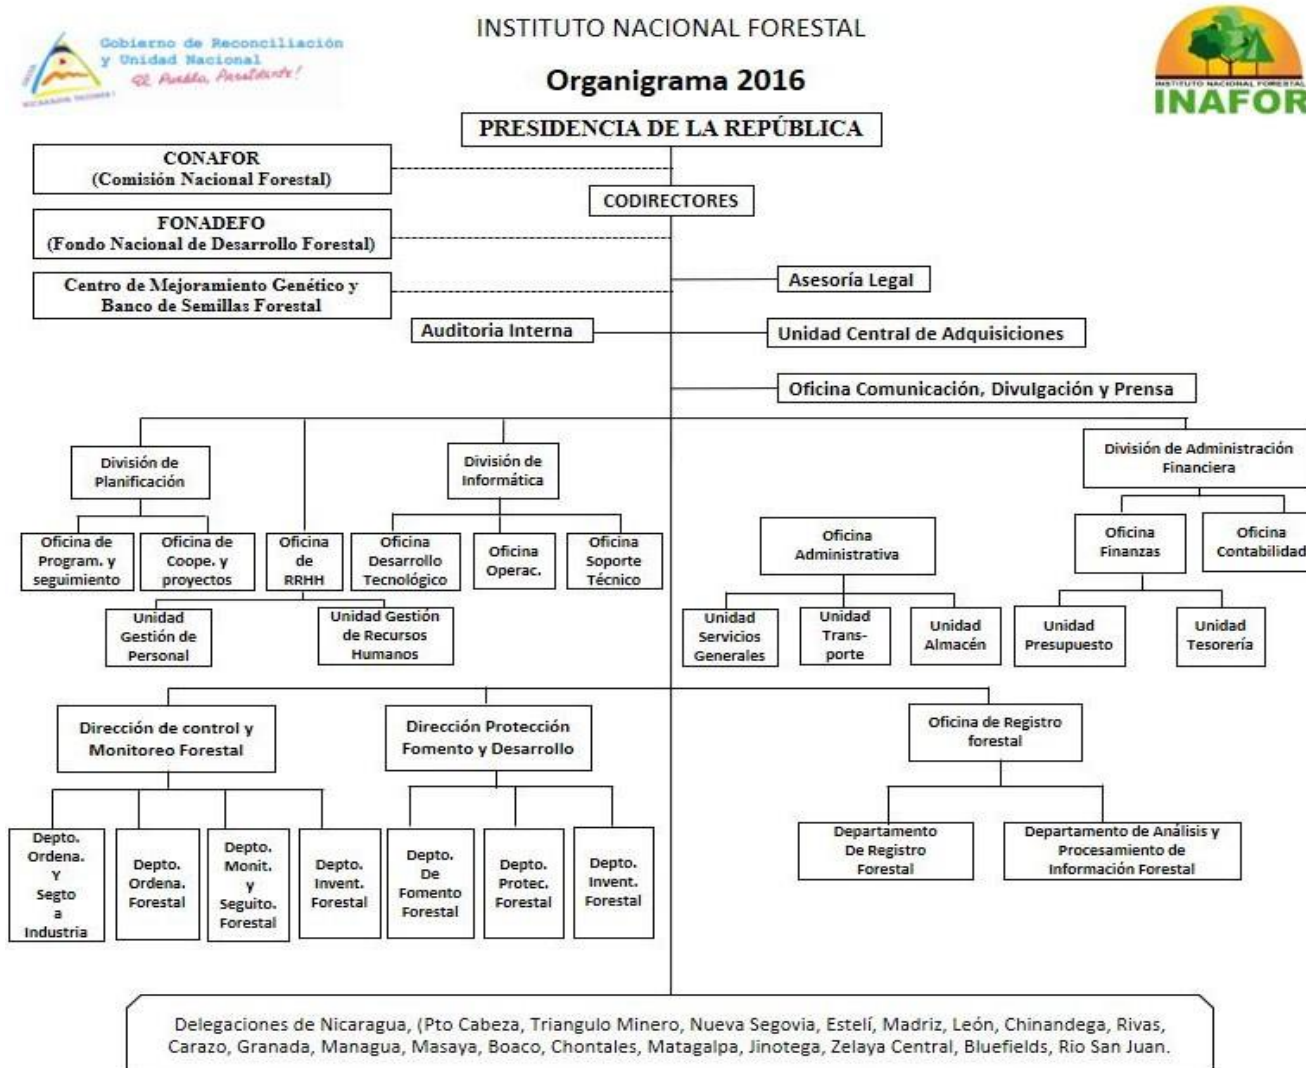 INSTITUTO NACIONAL FORESTAL
Gobierno de Reconciliación
y Unidad Nacional
El Pueblo, Presidente!
Organigrama 2016
INSTITUTO NACIONAL FORESTAL
INAFOR
PRESIDENCIA DE LA REPÚBLICA
CONAFOR
(Comisión Nacional Forestal)
CODIRECTORES
FONADEFO
(Fondo Nacional de Desarrollo Forestal)
Asesoría Legal
Centro de Mejoramiento Genético y
Banco de Semillas Forestal
Auditoria Interna
Unidad Central de Adquisiciones
Oficina Comunicación, Divulgación y Prensa
División de
Planificación
División de
Informática
División de Administración
Financiera
Oficina de
Program. y
seguimiento
Oficina de
Coope. y
proyectos
Oficina
de
RRHH
Oficina
Desarrollo
Tecnológico
Oficina
Operac.
Oficina
Soporte
Técnico
Oficina
Administrativa
Oficina
Finanzas
Oficina
Contabilidad
Unidad
Gestión de
Personal
Unidad Gestión
de Recursos
Humanos
Unidad
Servicios
Generales
Unidad
Trans-
porte
Unidad
Almacén
Unidad
Presupuesto
Unidad
Tesorería
Dirección de control y
Monitoreo Forestal
Dirección Protección
Fomento y Desarrollo
Oficina de Registro
forestal
Depto.
Ordena.
Y
Segto
a
Industria
Depto.
Ordena.
Forestal
Depto.
Monit.
y
Seguito.
Forestal
Depto.
Invent.
Forestal
Depto.
De
Fomento
Forestal
Depto.
Protec.
Forestal
Depto.
Invent.
Forestal
Departamento
De Registro
Forestal
Departamento de Análisis y
Procesamiento de
Información Forestal
Delegaciones de Nicaragua, (Pto Cabeza, Triangulo Minero, Nueva Segovia, Estelí, Madriz, León, Chinandega, Rivas,
Carazo, Granada, Managua, Masaya, Boaco, Chontales, Matagalpa, Jinotega, Zelaya Central, Bluefields, Rio San Juan.